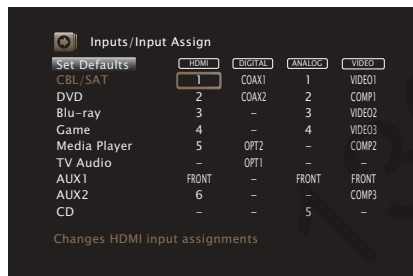 Inputs/Input Assign
Set Defaults HDMI DIGITAL ANALOG VIDEO
CBL/SAT 1 COAX1 1 VIDEO1
DVD 2 COAX2 2 COMP1
Blu-ray 3 – 3 VIDEO2
Game 4 – 4 VIDEO3
Media Player 5 OPT2 – COMP2
TV Audio – OPT1 – –
AUX1 FRONT – FRONT FRONT
AUX2 6 – – COMP3
CD – – 5 –
Changes HDMI input assignments